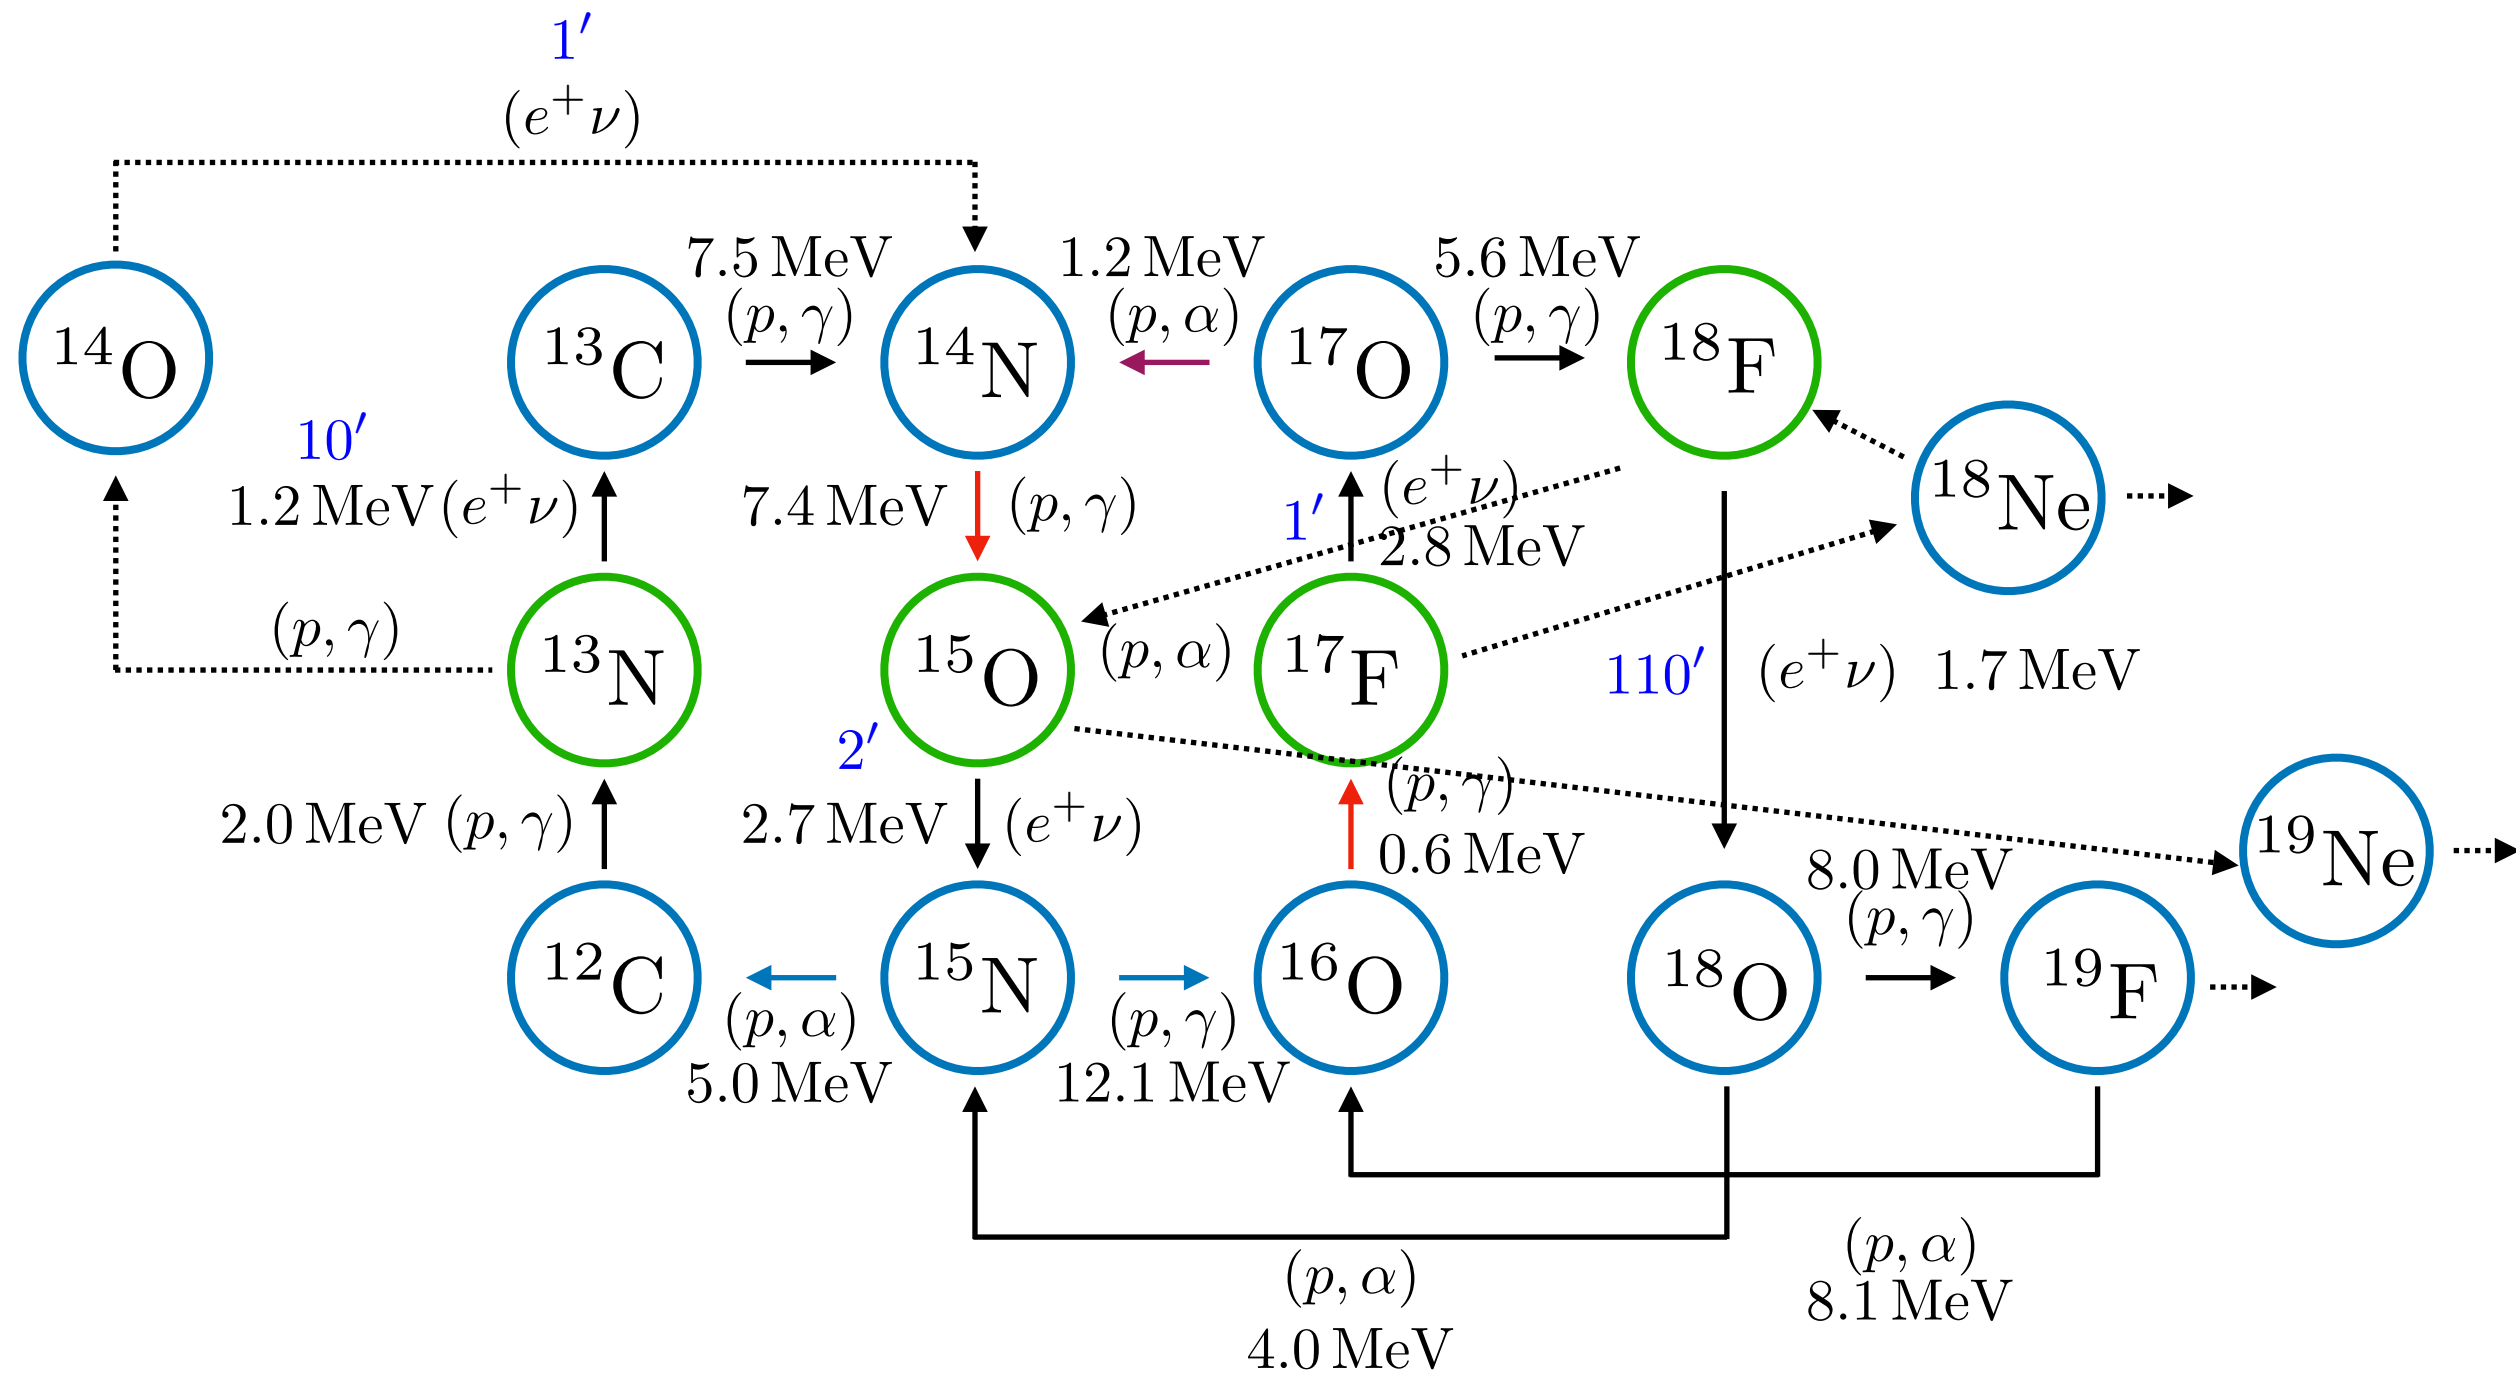 1′
(e⁺ν)
7.5 MeV
1.2 MeV
5.6 MeV
(p, γ)
(p, α)
(p, γ)
¹⁴O
¹³C
¹⁴N
¹⁷O
¹⁸F
10′
1.2 MeV (e⁺ν)
7.4 MeV
(p, γ)
1′
(e⁺ν)
2.8 MeV
¹⁸Ne
(p, γ)
¹³N
¹⁵O
(p, α)
¹⁷F
110′
(e⁺ν)
1.7 MeV
2′
2.0 MeV (p, γ)
2.7 MeV
(e⁺ν)
(p, γ)
0.6 MeV
8.0 MeV
(p, γ)
¹⁹Ne
¹²C
¹⁵N
¹⁶O
¹⁸O
¹⁹F
(p, α)
5.0 MeV
(p, γ)
12.1 MeV
(p, α)
4.0 MeV
(p, α)
8.1 MeV